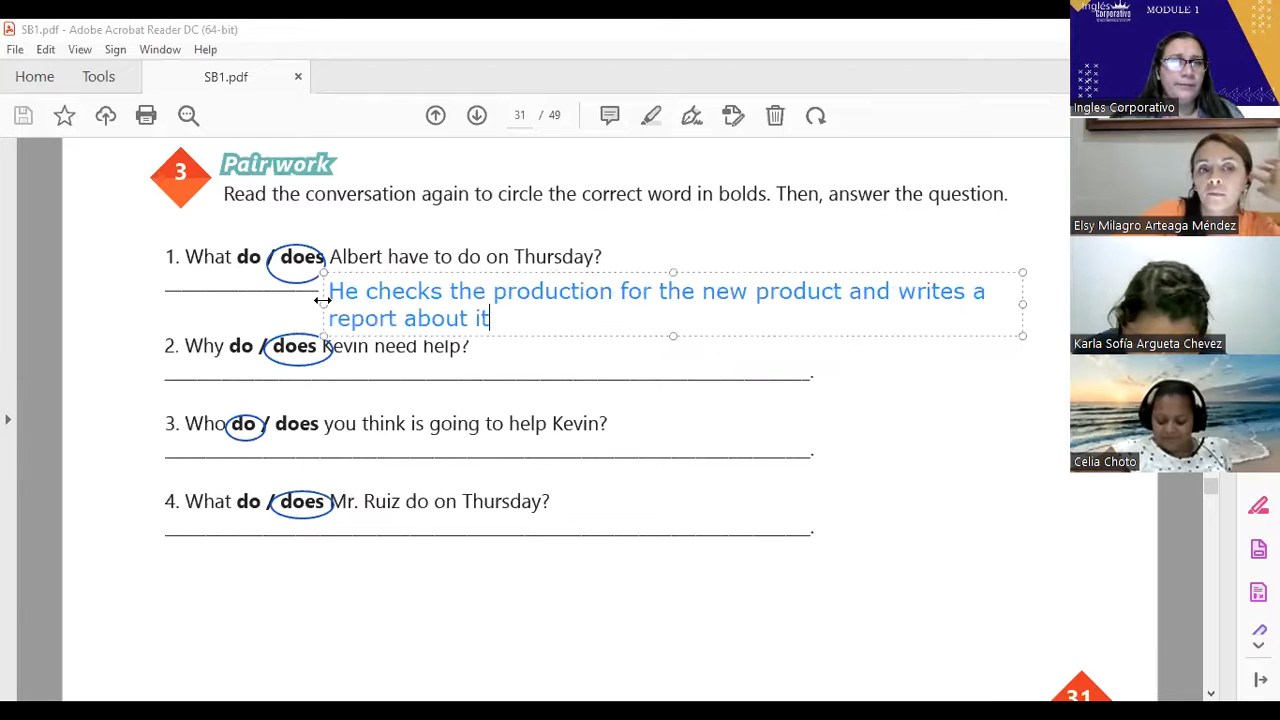 SB1.pdf - Adobe Acrobat Reader DC (64-bit)
File Edit View Sign Window Help
Home Tools SB1.pdf ×
31 / 49
3
Pair work
Read the conversation again to circle the correct word in bolds. Then, answer the question.
1. What do / does Albert have to do on Thursday?
He checks the production for the new product and writes a
report about it
2. Why do / does Kevin need help?
3. Who do / does you think is going to help Kevin?
4. What do / does Mr. Ruiz do on Thursday?
31
Inglés
Corporativo
MODULE 1
Ingles Corporativo
Elsy Milagro Arteaga Méndez
Karla Sofía Argueta Chevez
Celia Choto